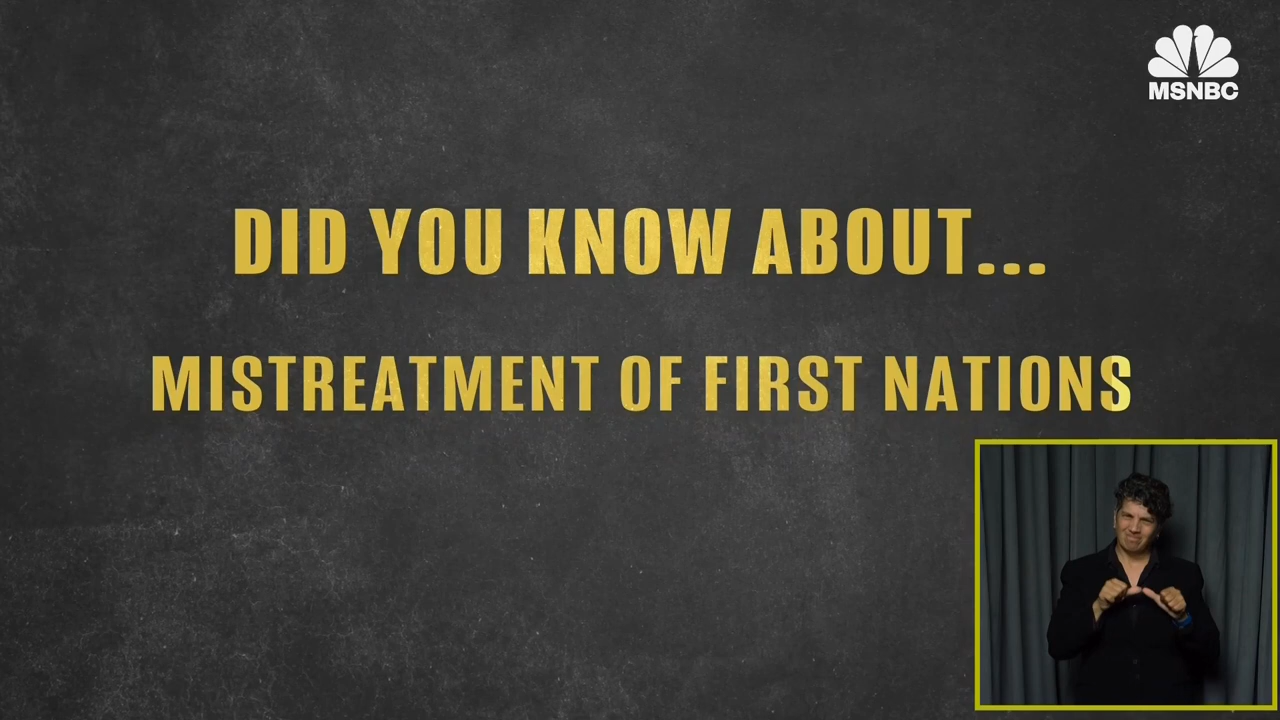 MSNBC
DID YOU KNOW ABOUT...
MISTREATMENT OF FIRST NATIONS